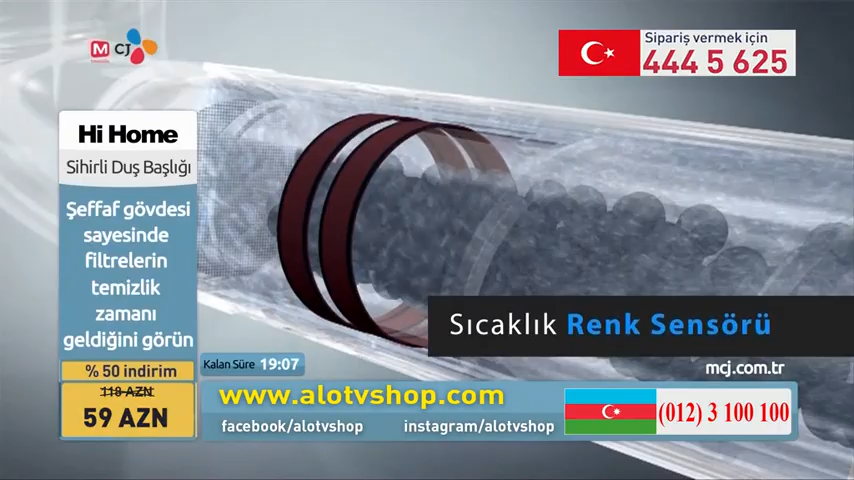 M CJ
Sipariş vermek için
444 5 625
Hi Home
Sihirli Duş Başlığı
Şeffaf gövdesi
sayesinde
filtrelerin
temizlik
zamanı
geldiğini görün
Sıcaklık Renk Sensörü
% 50 indirim
118 AZN
59 AZN
Kalan Süre 19:07
mcj.com.tr
www.alotvshop.com
facebook/alotvshop instagram/alotvshop
(012) 3 100 100